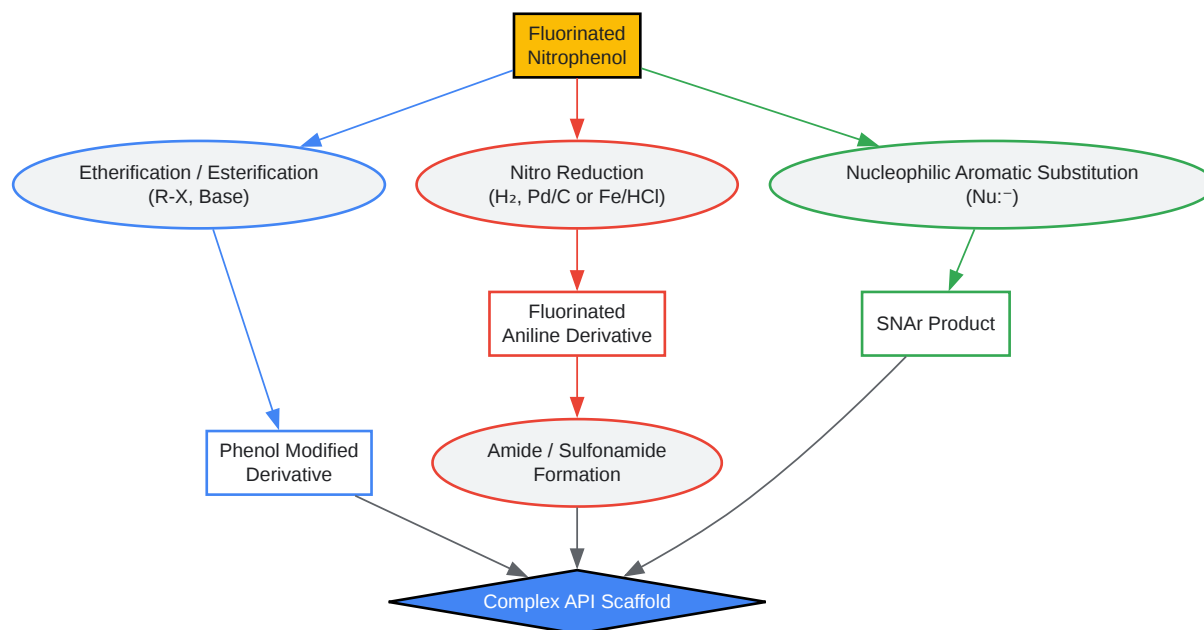 Fluorinated
Nitrophenol
Etherification / Esterification
(R-X, Base)
Nitro Reduction
(H₂, Pd/C or Fe/HCl)
Nucleophilic Aromatic Substitution
(Nu:⁻)
Fluorinated
Aniline Derivative
SNAr Product
Phenol Modified
Derivative
Amide / Sulfonamide
Formation
Complex API Scaffold